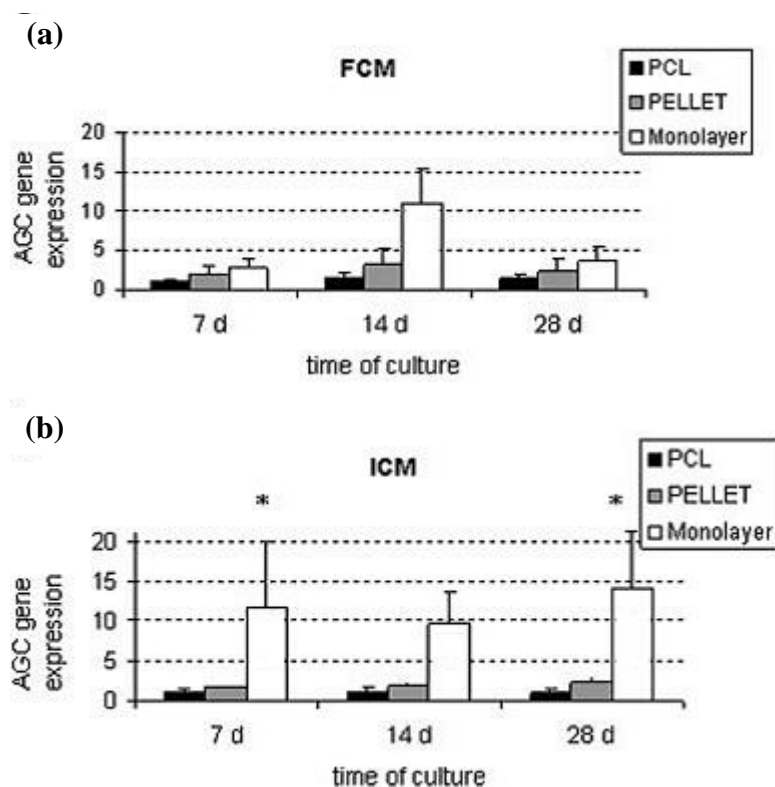 (a)
FCM
PCL
PELLET
Monolayer
AGC gene
expression
20
15
10
5
0
7 d 14 d 28 d
time of culture
(b)
ICM
PCL
PELLET
Monolayer
* *
AGC gene
expression
20
15
10
5
0
7 d 14 d 28 d
time of culture